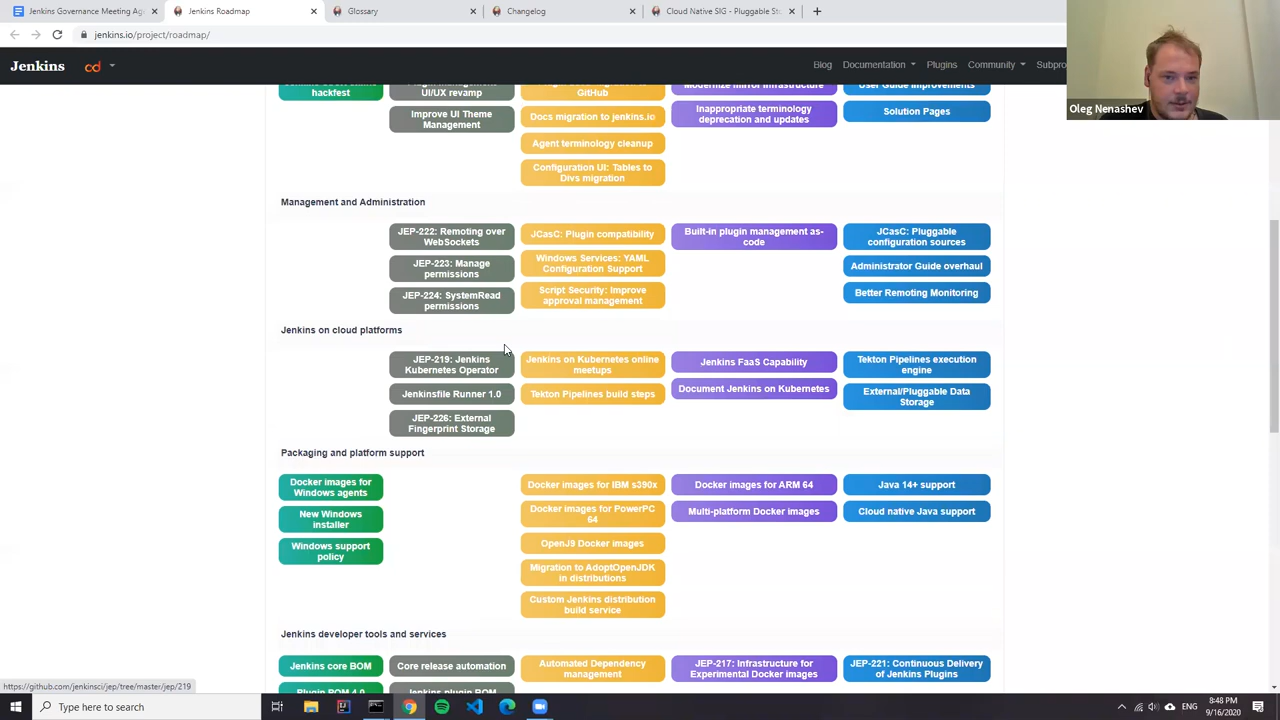 Jenkins Governance Meeting Ag
Jenkins Roadmap
Glossary
Changelog
Cloud Native SIG - Pluggable St
jenkins.io/project/roadmap/
Jenkins
cd
Blog
Documentation
Plugins
Community
Subpro
Oleg Nenashev
hackfest
UI/UX revamp
Improve UI Theme
Management
GitHub
Docs migration to jenkins.io
Agent terminology cleanup
Configuration UI: Tables to
Divs migration
Modernize mirror infrastructure
Inappropriate terminology
deprecation and updates
User Guide improvements
Solution Pages
Management and Administration
JEP-222: Remoting over
WebSockets
JEP-223: Manage
permissions
JEP-224: SystemRead
permissions
JCasC: Plugin compatibility
Windows Services: YAML
Configuration Support
Script Security: Improve
approval management
Built-in plugin management as-
code
JCasC: Pluggable
configuration sources
Administrator Guide overhaul
Better Remoting Monitoring
Jenkins on cloud platforms
JEP-219: Jenkins
Kubernetes Operator
Jenkinsfile Runner 1.0
JEP-226: External
Fingerprint Storage
Jenkins on Kubernetes online
meetups
Tekton Pipelines build steps
Jenkins FaaS Capability
Document Jenkins on Kubernetes
Tekton Pipelines execution
engine
External/Pluggable Data
Storage
Packaging and platform support
Docker images for
Windows agents
New Windows
installer
Windows support
policy
Docker images for IBM s390x
Docker images for PowerPC
64
OpenJ9 Docker images
Migration to AdoptOpenJDK
in distributions
Custom Jenkins distribution
build service
Docker images for ARM 64
Multi-platform Docker images
Java 14+ support
Cloud native Java support
Jenkins developer tools and services
Jenkins core BOM
Plugin BOM 4.0
Core release automation
Jenkins plugin BOM
Automated Dependency
management
JEP-217: Infrastructure for
Experimental Docker images
JEP-221: Continuous Delivery
of Jenkins Plugins
https://github.com/jenkinsci/jep/tree/master/jep/219
Type here to search
ENG
8:48 PM
9/16/2020